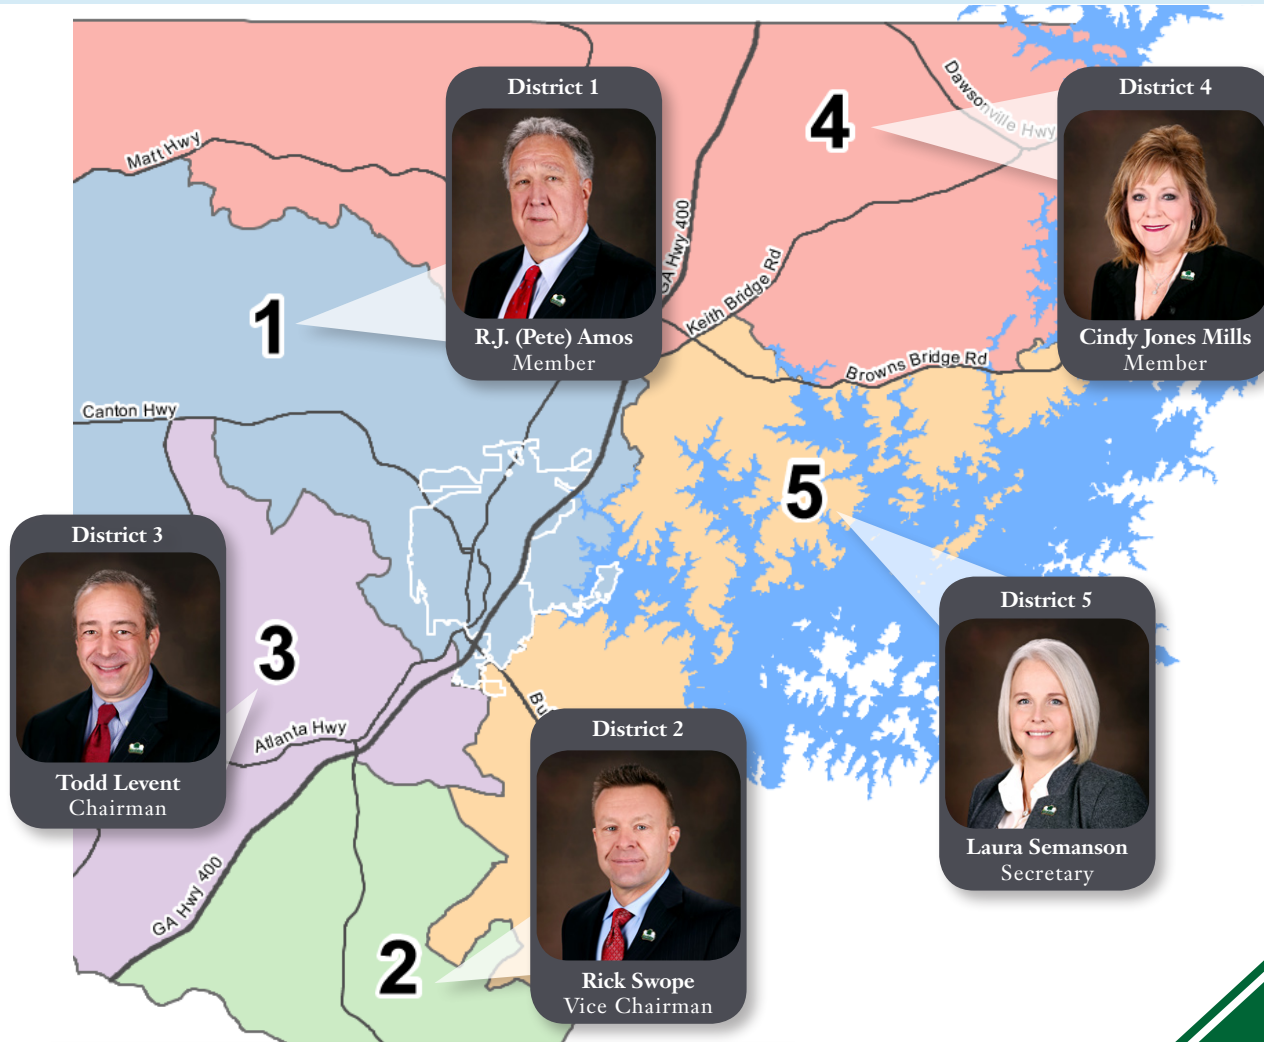 District 1
R.J. (Pete) Amos
Member
District 4
Cindy Jones Mills
Member
4
Dawsonville Hwy
Matt Hwy
GA Hwy 400
Keith Bridge Rd
1
Browns Bridge Rd
Canton Hwy
5
District 3
Todd Levent
Chairman
3
Atlanta Hwy
District 5
Laura Semanson
Secretary
District 2
Rick Swope
Vice Chairman
GA Hwy 400
2